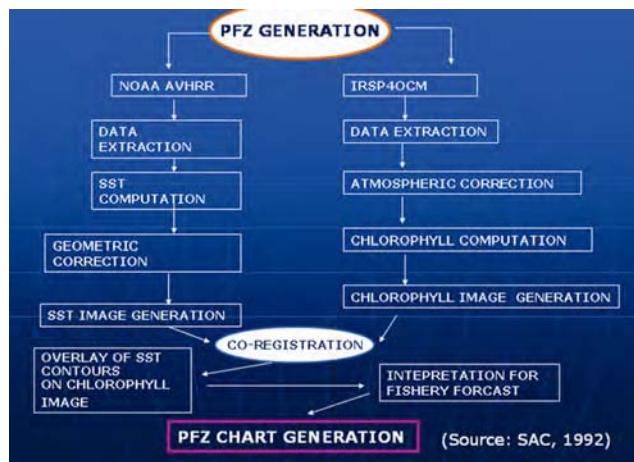 PFZ GENERATION
NOAA AVHRR
IRSP4OCM
DATA
EXTRACTION
DATA EXTRACTION
SST
COMPUTATION
ATMOSPHERIC CORRECTION
GEOMETRIC
CORRECTION
CHLOROPHYLL COMPUTATION
SST IMAGE GENERATION
CHLOROPHYLL IMAGE GENERATION
CO-REGISTRATION
OVERLAY OF SST
CONTOURS
ON CHLOROPHYLL
IMAGE
INTEPRETATION FOR
FISHERY FORCAST
PFZ CHART GENERATION
(Source: SAC, 1992)